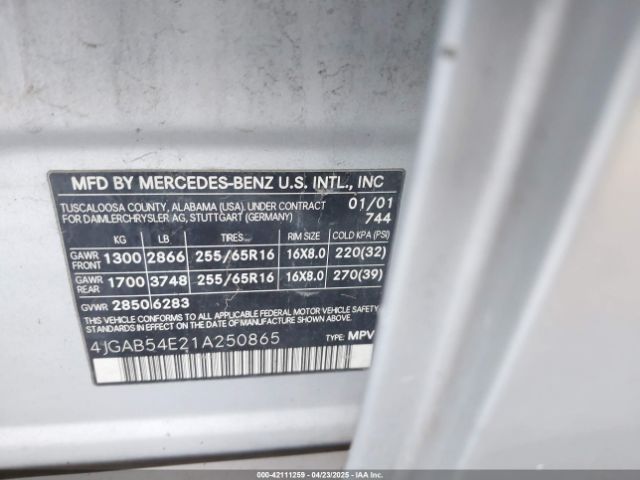 MFD BY MERCEDES-BENZ U.S. INTL., INC
TUSCALOOSA COUNTY, ALABAMA (USA). UNDER CONTRACT 01/01
FOR DAIMLERCHRYSLER AG, STUTTGART (GERMANY) 744
KG LB TIRES RIM SIZE COLD KPA (PSI)
GAWR FRONT 1300 2866 255/65R16 16X8.0 220(32)
GAWR REAR 1700 3748 255/65R16 16X8.0 270(39)
GVWR 2850 6283
THIS VEHICLE CONFORMS TO ALL APPLICABLE FEDERAL MOTOR VEHICLE SAFETY
IN EFFECT ON THE DATE OF MANUFACTURE SHOWN ABOVE.
4JGAB54E21A250865 TYPE: MPV
000-42111259 - 04/23/2025 - IAA, Inc.